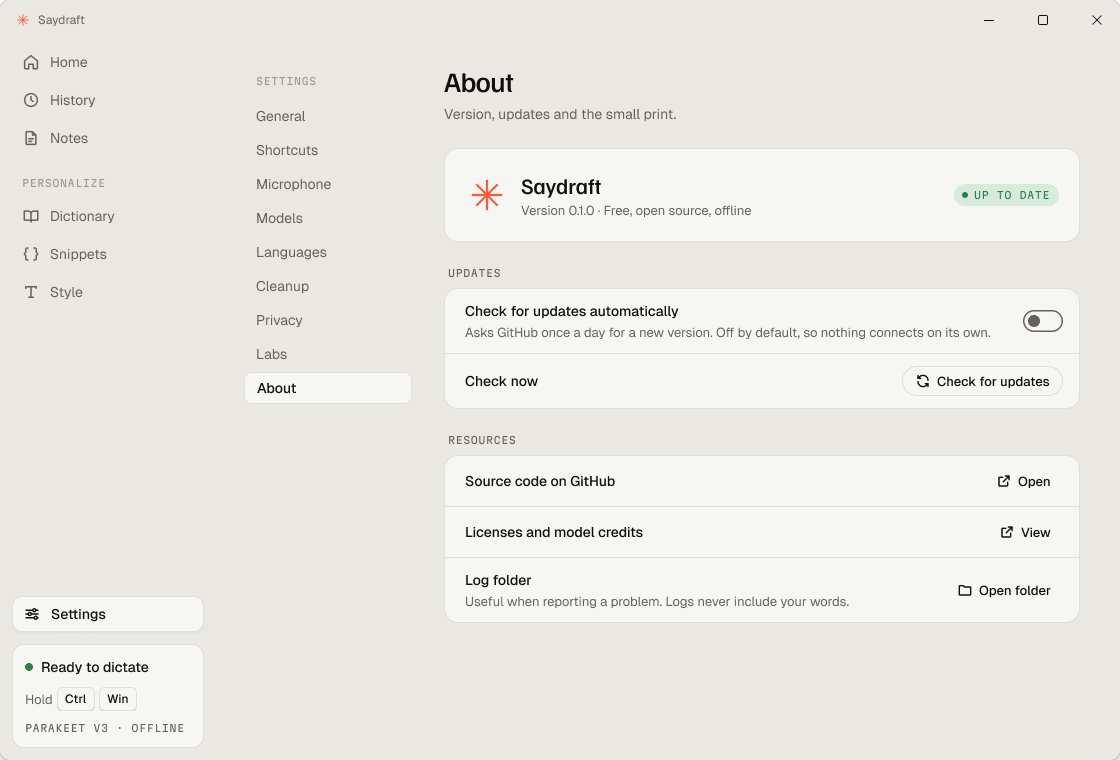 Saydraft
Home
History
Notes
PERSONALIZE
Dictionary
Snippets
Style
Settings
Ready to dictate
Hold Ctrl Win
PARAKEET V3 · OFFLINE
SETTINGS
General
Shortcuts
Microphone
Models
Languages
Cleanup
Privacy
Labs
About
About
Version, updates and the small print.
Saydraft
Version 0.1.0 · Free, open source, offline
UP TO DATE
UPDATES
Check for updates automatically
Asks GitHub once a day for a new version. Off by default, so nothing connects on its own.
Check now
Check for updates
RESOURCES
Source code on GitHub
Open
Licenses and model credits
View
Log folder
Useful when reporting a problem. Logs never include your words.
Open folder